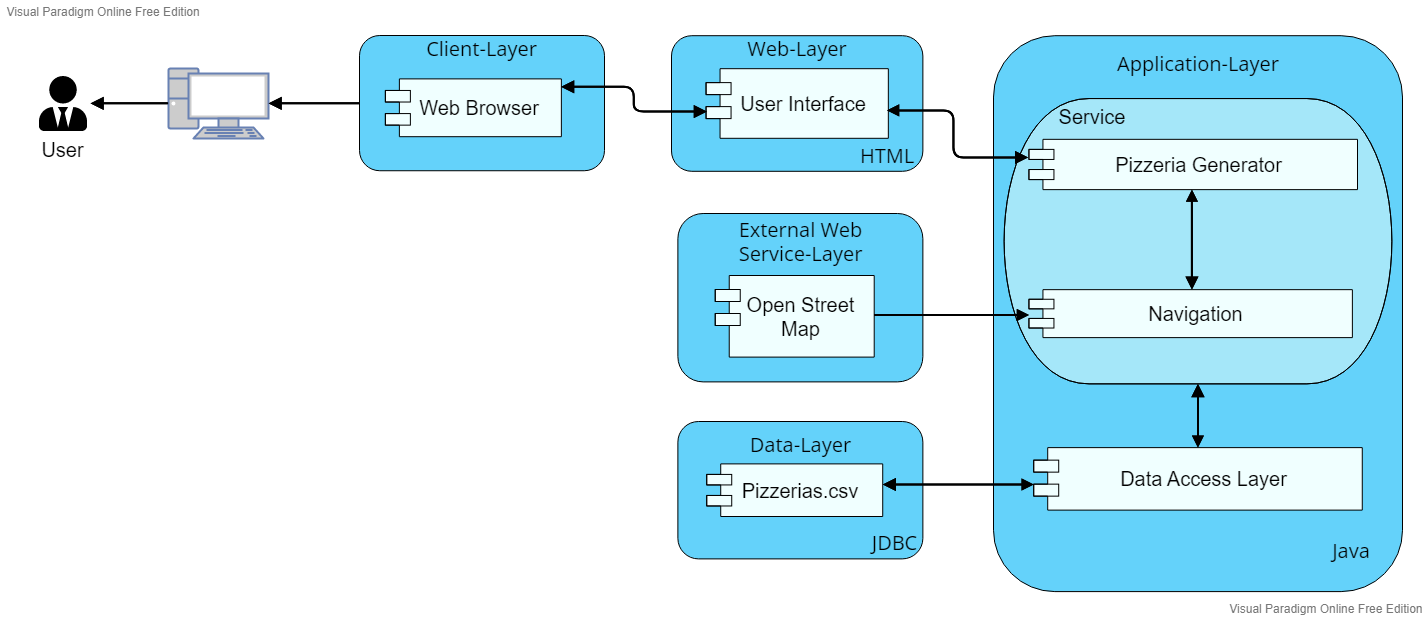 Visual Paradigm Online Free Edition
User
Client-Layer
Web Browser
Web-Layer
User Interface
HTML
External Web
Service-Layer
Open Street
Map
Data-Layer
Pizzerias.csv
JDBC
Application-Layer
Service
Pizzeria Generator
Navigation
Data Access Layer
Java
Visual Paradigm Online Free Edition